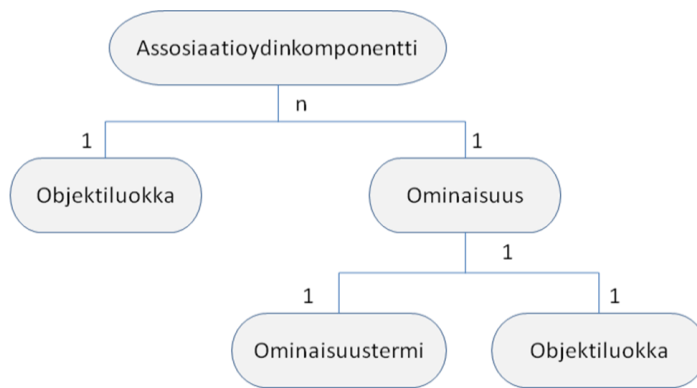 Assosiaatioydinkomponentti
n
1
1
Objektiluokka
Ominaisuus
1
1
1
Ominaisuustermi
Objektiluokka